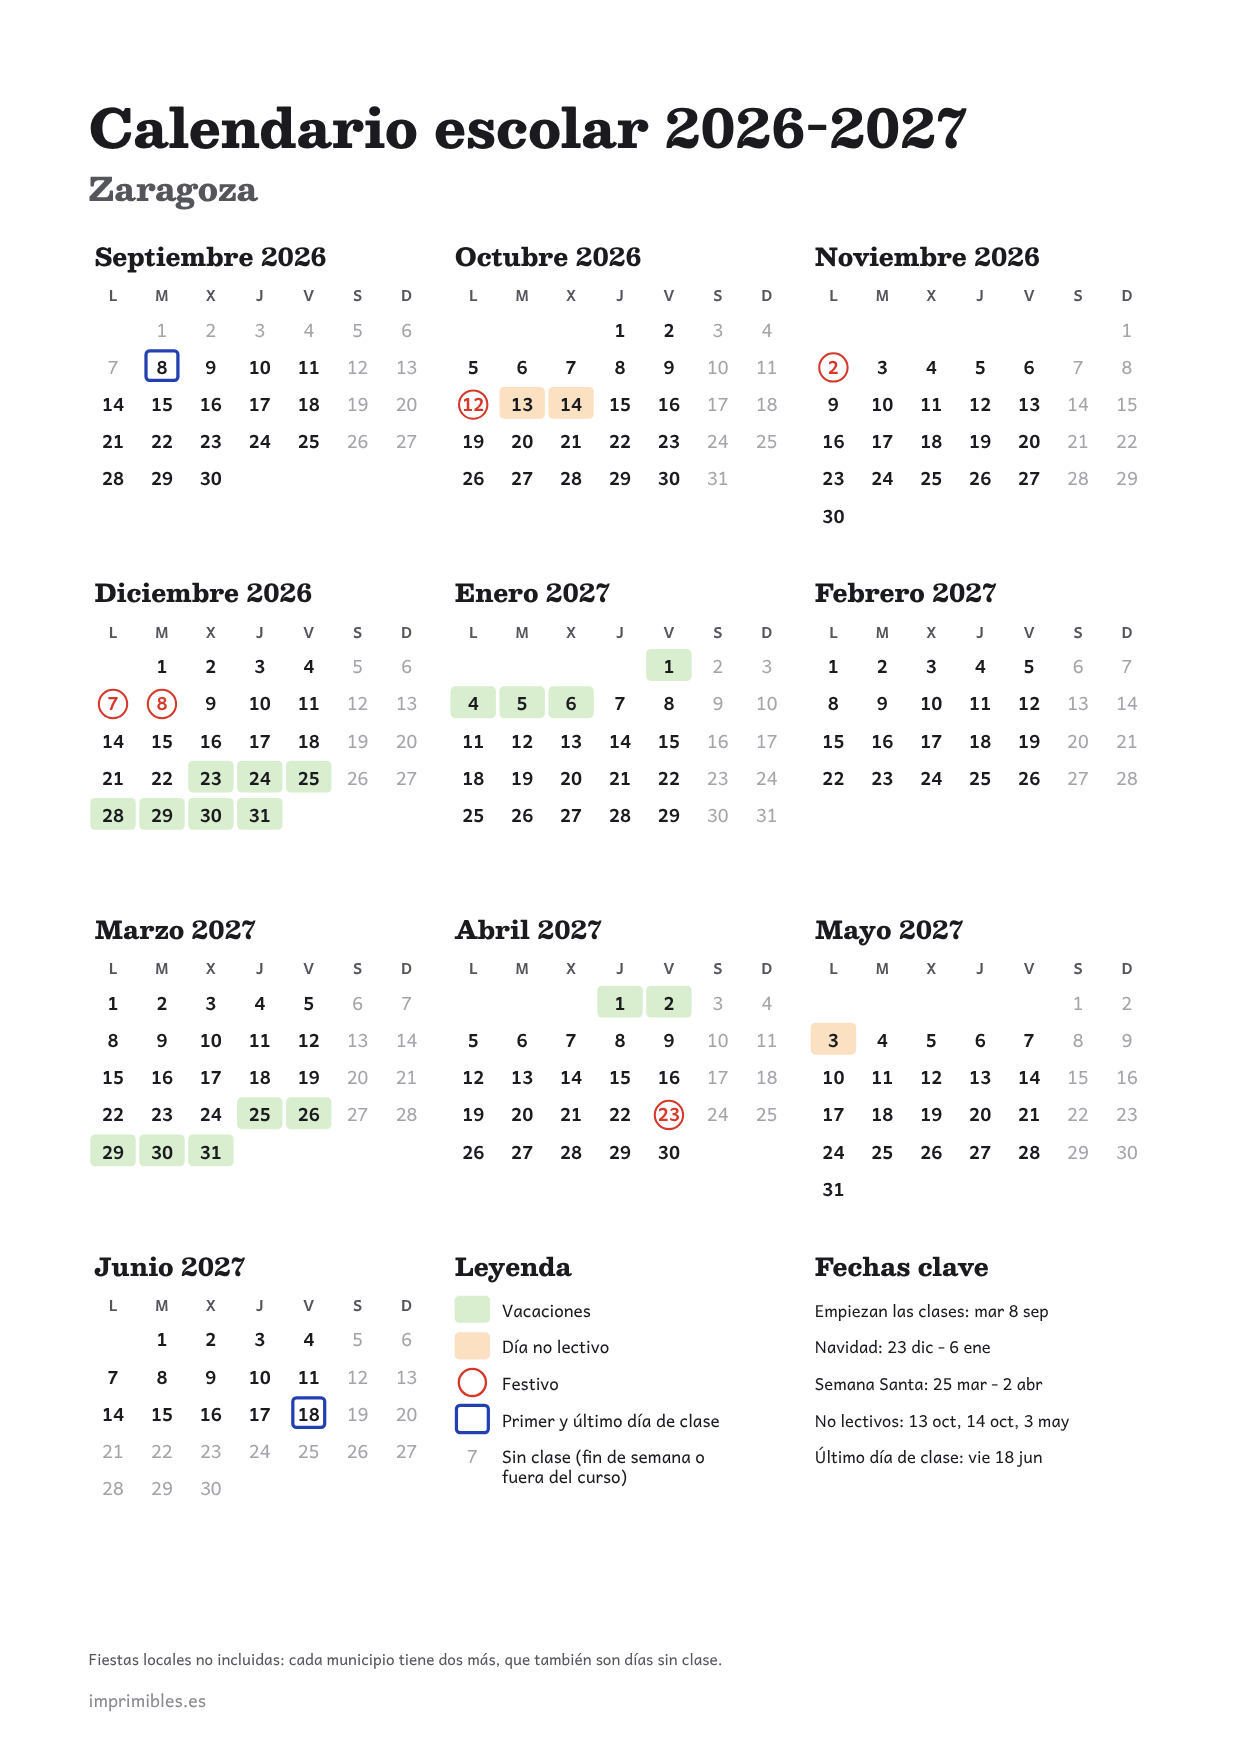 Calendario escolar 2026-2027
Zaragoza
Septiembre 2026
L M X J V S D
1 2 3 4 5 6
7 8 9 10 11 12 13
14 15 16 17 18 19 20
21 22 23 24 25 26 27
28 29 30
Octubre 2026
L M X J V S D
1 2 3 4
5 6 7 8 9 10 11
12 13 14 15 16 17 18
19 20 21 22 23 24 25
26 27 28 29 30 31
Noviembre 2026
L M X J V S D
1
2 3 4 5 6 7 8
9 10 11 12 13 14 15
16 17 18 19 20 21 22
23 24 25 26 27 28 29
30
Diciembre 2026
L M X J V S D
1 2 3 4 5 6
7 8 9 10 11 12 13
14 15 16 17 18 19 20
21 22 23 24 25 26 27
28 29 30 31
Enero 2027
L M X J V S D
1 2 3
4 5 6 7 8 9 10
11 12 13 14 15 16 17
18 19 20 21 22 23 24
25 26 27 28 29 30 31
Febrero 2027
L M X J V S D
1 2 3 4 5 6 7
8 9 10 11 12 13 14
15 16 17 18 19 20 21
22 23 24 25 26 27 28
Marzo 2027
L M X J V S D
1 2 3 4 5 6 7
8 9 10 11 12 13 14
15 16 17 18 19 20 21
22 23 24 25 26 27 28
29 30 31
Abril 2027
L M X J V S D
1 2 3 4
5 6 7 8 9 10 11
12 13 14 15 16 17 18
19 20 21 22 23 24 25
26 27 28 29 30
Mayo 2027
L M X J V S D
1 2
3 4 5 6 7 8 9
10 11 12 13 14 15 16
17 18 19 20 21 22 23
24 25 26 27 28 29 30
31
Junio 2027
L M X J V S D
1 2 3 4 5 6
7 8 9 10 11 12 13
14 15 16 17 18 19 20
21 22 23 24 25 26 27
28 29 30
Leyenda
Vacaciones
Día no lectivo
Festivo
Primer y último día de clase
7 Sin clase (fin de semana o
fuera del curso)
Fechas clave
Empiezan las clases: mar 8 sep
Navidad: 23 dic - 6 ene
Semana Santa: 25 mar - 2 abr
No lectivos: 13 oct, 14 oct, 3 may
Último día de clase: vie 18 jun
Fiestas locales no incluidas: cada municipio tiene dos más, que también son días sin clase.
imprimibles.es